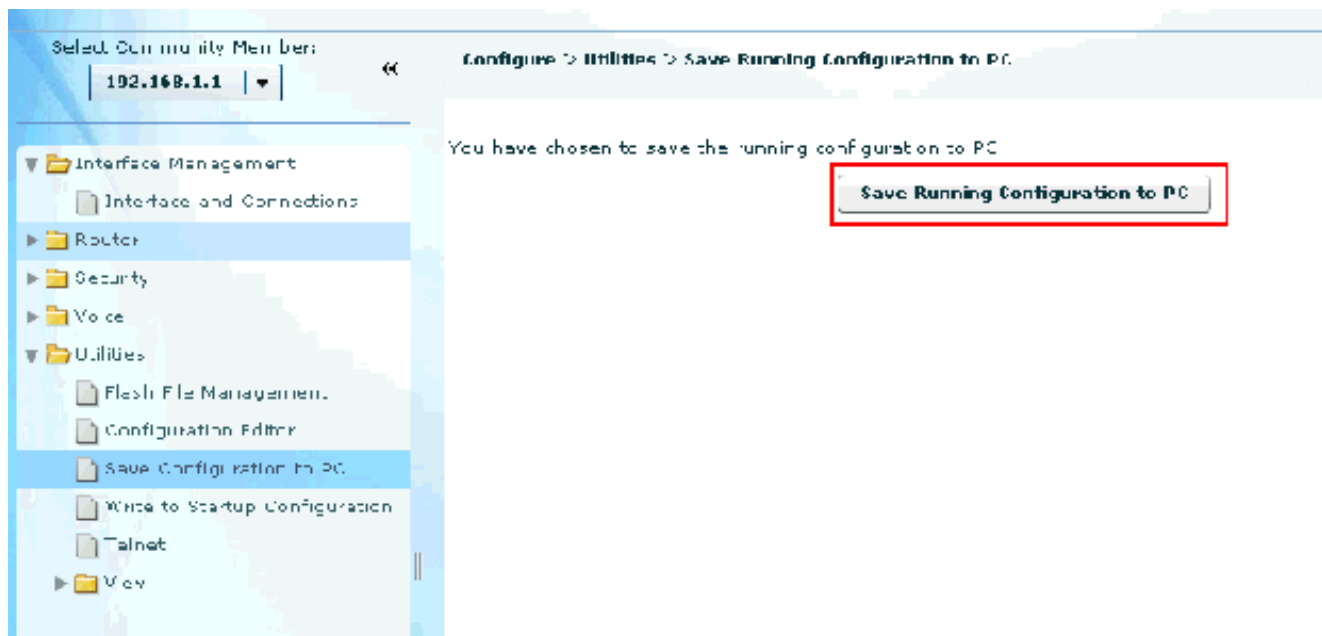 Select Community Member:
192.168.1.1
Configure > Utilities > Save Running Configuration to PC
Interface Management
Interface and Connections
Router
Security
Voice
Utilities
Flash File Management
Configuration Editor
Save Configuration to PC
Write to Startup Configuration
Telnet
View
You have chosen to save the running configuration to PC
Save Running Configuration to PC